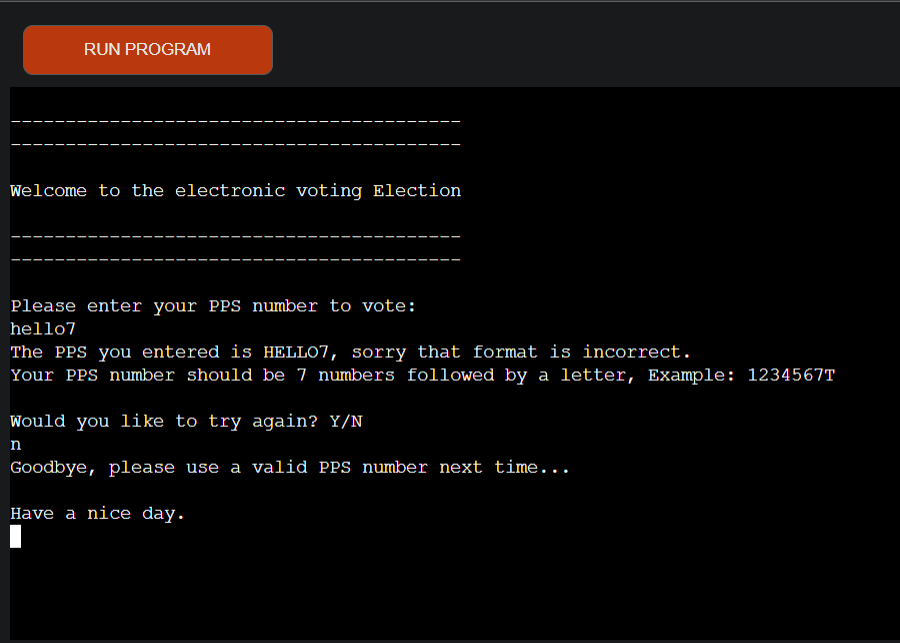 RUN PROGRAM
-----------------------------------------
-----------------------------------------
Welcome to the electronic voting Election
-----------------------------------------
-----------------------------------------
Please enter your PPS number to vote:
hello7
The PPS you entered is HELLO7, sorry that format is incorrect.
Your PPS number should be 7 numbers followed by a letter, Example: 1234567T
Would you like to try again? Y/N
n
Goodbye, please use a valid PPS number next time...
Have a nice day.